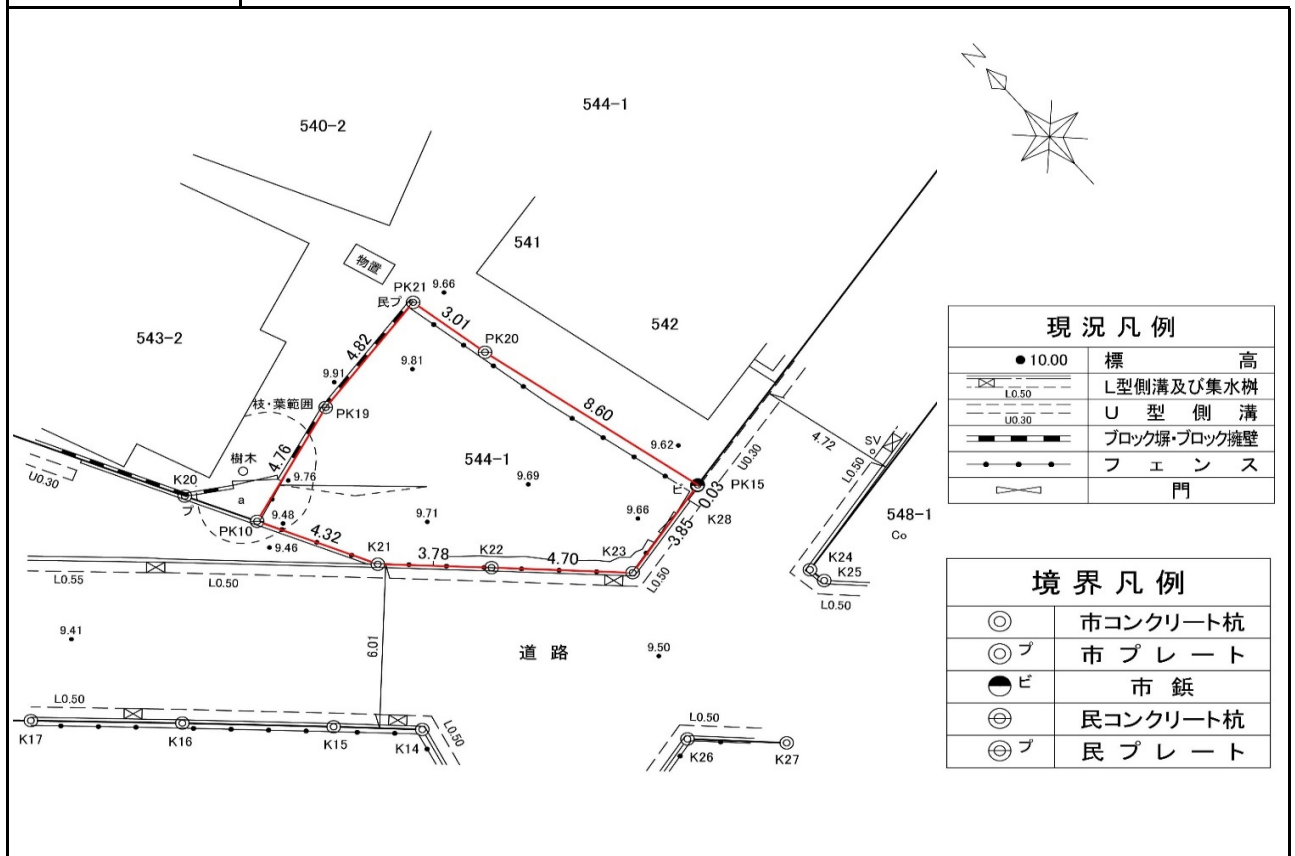 544-1
540-2
N
541
物置
PK21
9.66
民プ
3.01
PK20
542
543-2
4.82
9.81
9.91
8.60
枝・葉範囲
PK19
9.62
4.72
SV
樹木
4.76
544-1
U0.30
L0.50
U0.30
K20
プ
a
9.76
9.69
ビ
PK15
0.03
K28
548-1
Co
PK10
9.48
9.46
9.71
9.66
4.32
K21
3.78
K22
4.70
K23
3.85
L0.50
K24
K25
L0.50
L0.55
L0.50
9.41
6.01
道路
9.50
L0.50
L0.50
L0.50
K17
K16
K15
K14
K26
K27
現況凡例
10.00 標高
L0.50 L型側溝及び集水桝
U0.30 U型側溝
ブロック塀・ブロック擁壁
フェンス
門
境界凡例
市コンクリート杭
プ 市プレート
ビ 市鋲
民コンクリート杭
プ 民プレート